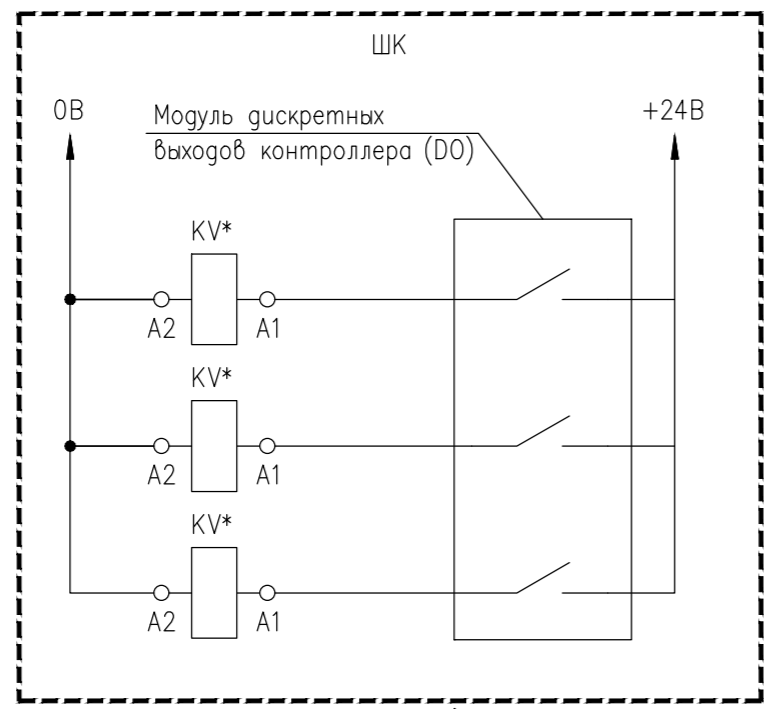 ШК
0В
Модуль дискретных
выходов контроллера (DO)
+24В
KV*
A2
A1
KV*
A2
A1
KV*
A2
A1